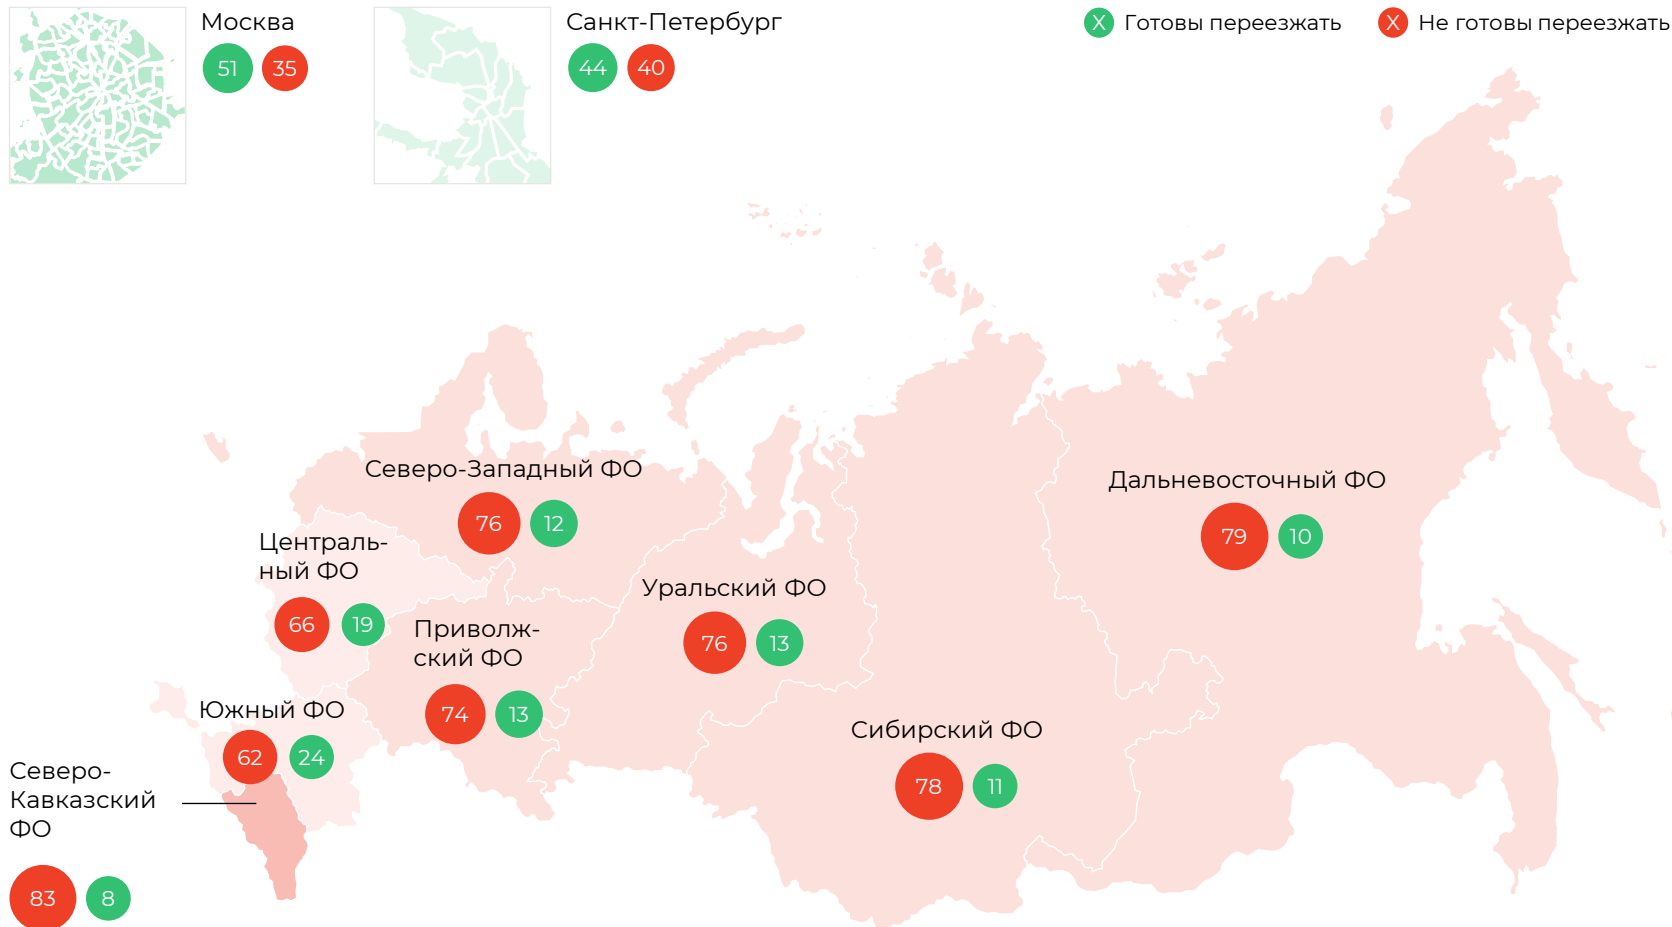 Москва
51 35
Санкт-Петербург
44 40
X Готовы переезжать
X Не готовы переезжать
Северо-Западный ФО
76 12
Дальневосточный ФО
79 10
Централь-
ный ФО
66 19
Уральский ФО
76 13
Приволж-
ский ФО
74 13
Южный ФО
62 24
Сибирский ФО
78 11
Северо-
Кавказский
ФО
83 8